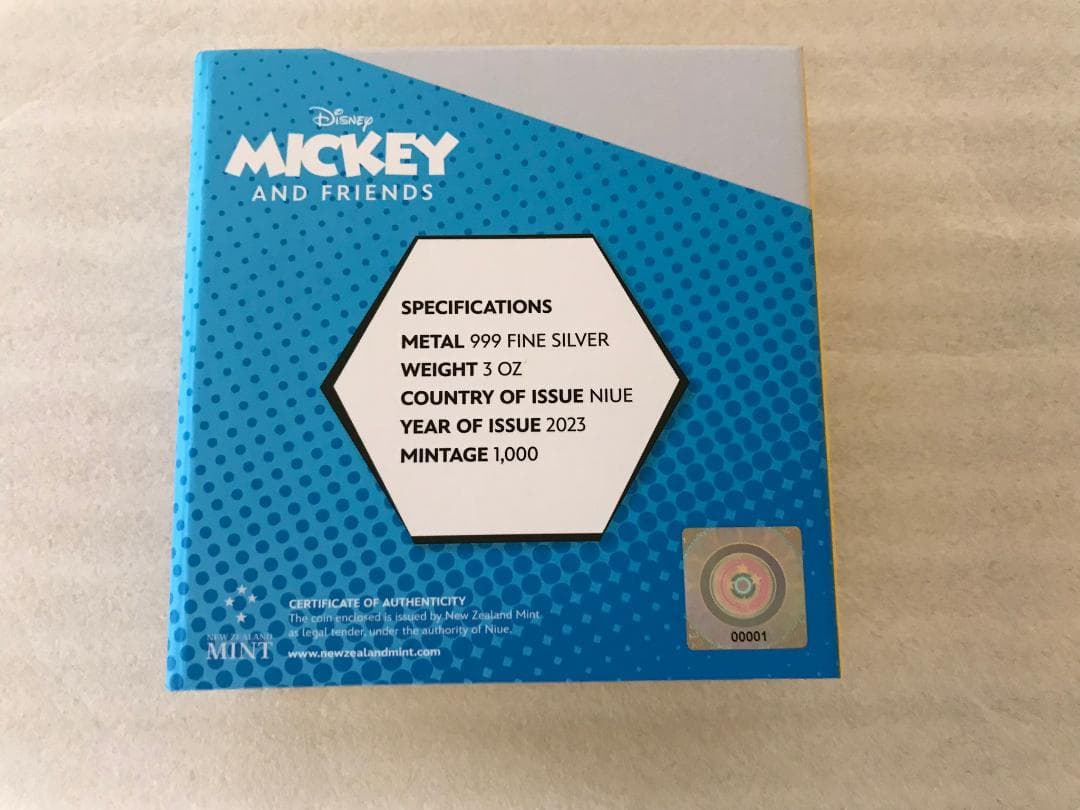 Disney
MICKEY
AND FRIENDS
SPECIFICATIONS
METAL 999 FINE SILVER
WEIGHT 3 OZ
COUNTRY OF ISSUE NIUE
YEAR OF ISSUE 2023
MINTAGE 1,000
NEW ZEALAND
MINT
CERTIFICATE OF AUTHENTICITY
The coin enclosed is issued by New Zealand Mint
as legal tender, under the authority of Niue.
www.newzealandmint.com
00001